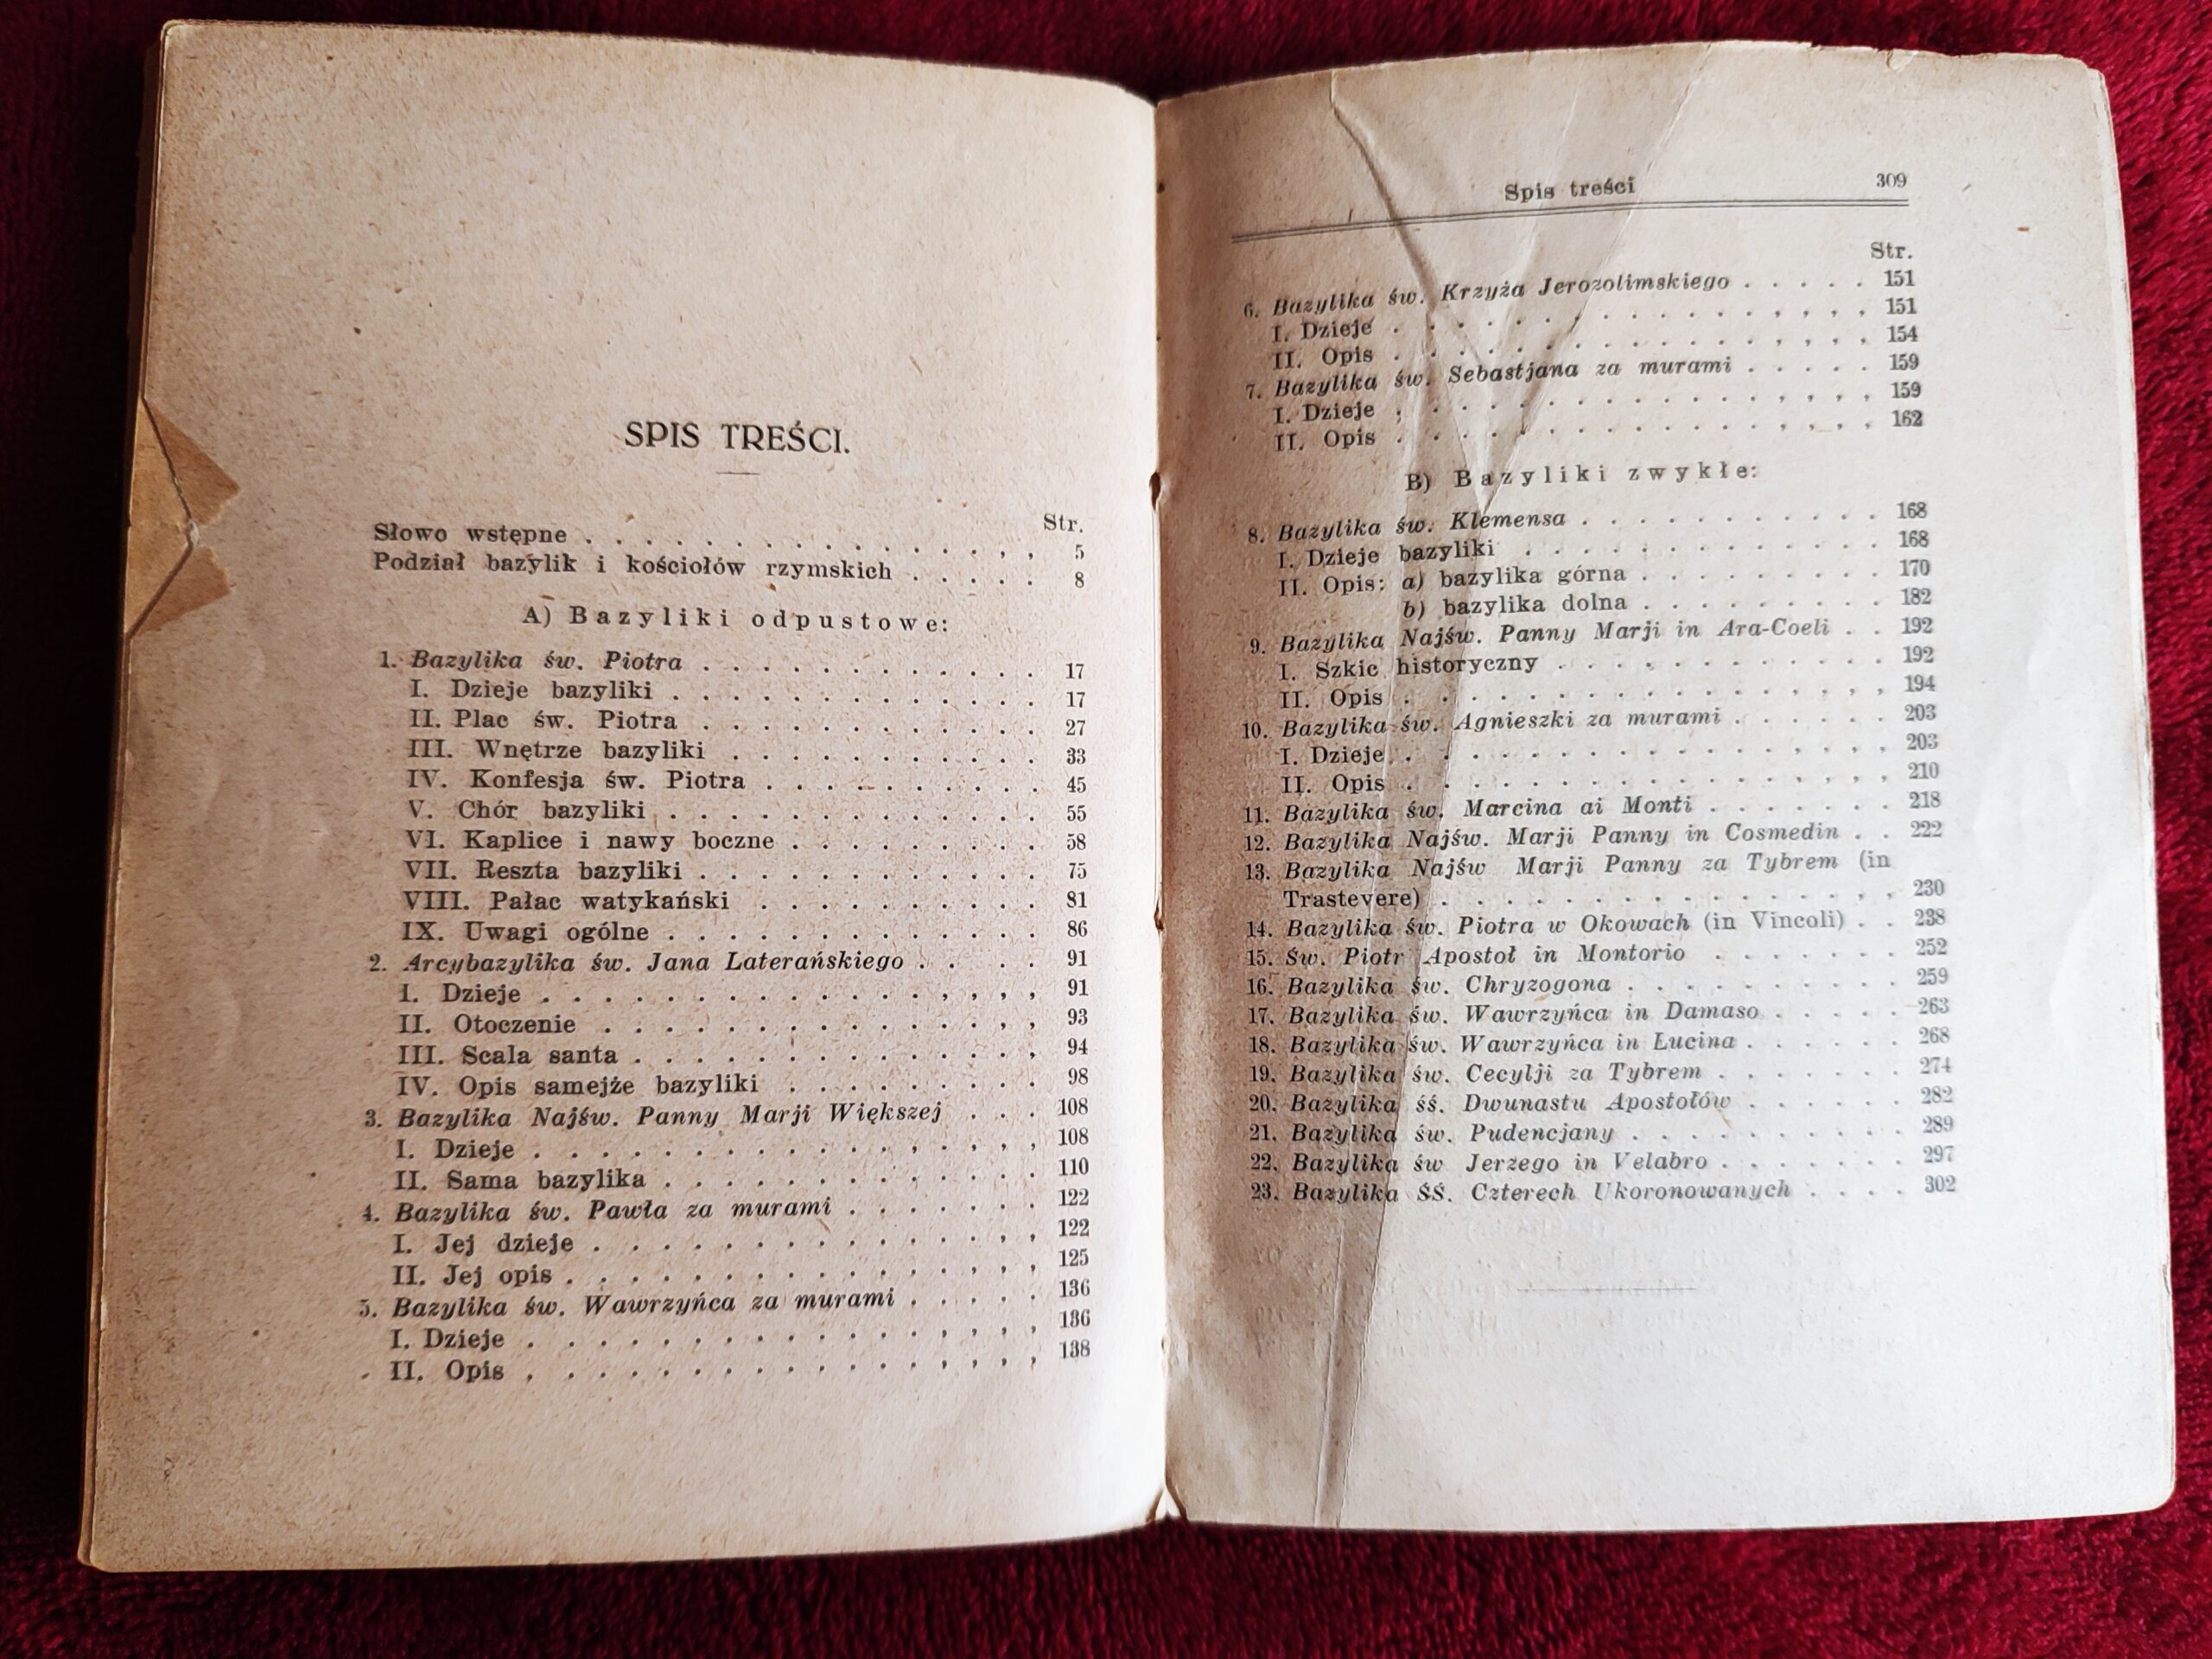 SPIS TREŚCI.
Str.
Słowo wstępne . . . . . . . . . . . . . . . . 5
Podział bazylik i kościołów rzymskich . . . . . 8
A) Bazyliki odpustowe:
1. Bazylika św. Piotra . . . . . . . . . . . . 17
I. Dzieje bazyliki . . . . . . . . . . . . . 17
II. Plac św. Piotra . . . . . . . . . . . . 27
III. Wnętrze bazyliki . . . . . . . . . . . 33
IV. Konfesja św. Piotra . . . . . . . . . . 45
V. Chór bazyliki . . . . . . . . . . . . . 55
VI. Kaplice i nawy boczne . . . . . . . . . 58
VII. Reszta bazyliki . . . . . . . . . . . . 75
VIII. Pałac watykański . . . . . . . . . . 81
IX. Uwagi ogólne . . . . . . . . . . . . . 86
2. Arcybazylika św. Jana Laterańskiego . . . . 91
I. Dzieje . . . . . . . . . . . . . . . . 91
II. Otoczenie . . . . . . . . . . . . . . 93
III. Scala santa . . . . . . . . . . . . . 94
IV. Opis samejże bazyliki . . . . . . . . . 98
3. Bazylika Najśw. Panny Marji Większej . . . 108
I. Dzieje . . . . . . . . . . . . . . . . 108
II. Sama bazylika . . . . . . . . . . . . 110
4. Bazylika św. Pawła za murami . . . . . . . 122
I. Jej dzieje . . . . . . . . . . . . . . 122
II. Jej opis . . . . . . . . . . . . . . . 125
5. Bazylika św. Wawrzyńca za murami . . . . . 136
I. Dzieje . . . . . . . . . . . . . . . . 136
II. Opis . . . . . . . . . . . . . . . . 138
Spis treści 309
Str.
6. Bazylika św. Krzyża Jerozolimskiego . . . . . 151
I. Dzieje . . . . . . . . . . . . . . . . 151
II. Opis . . . . . . . . . . . . . . . . 154
7. Bazylika św. Sebastjana za murami . . . . . 159
I. Dzieje . . . . . . . . . . . . . . . . 159
II. Opis . . . . . . . . . . . . . . . . 162
B) Bazyliki zwykłe:
8. Bazylika św. Klemensa . . . . . . . . . . . 168
I. Dzieje bazyliki . . . . . . . . . . . . 168
II. Opis: a) bazylika górna . . . . . . . . . 170
b) bazylika dolna . . . . . . . . . 182
9. Bazylika Najśw. Panny Marji in Ara-Coeli . . 192
I. Szkic historyczny . . . . . . . . . . . 192
II. Opis . . . . . . . . . . . . . . . . 194
10. Bazylika św. Agnieszki za murami . . . . . . 203
I. Dzieje . . . . . . . . . . . . . . . . 203
II. Opis . . . . . . . . . . . . . . . . 210
11. Bazylika św. Marcina ai Monti . . . . . . . 218
12. Bazylika Najśw. Marji Panny in Cosmedin . . 222
13. Bazylika Najśw Marji Panny za Tybrem (in
Trastevere) . . . . . . . . . . . . . . . 230
14. Bazylika św. Piotra w Okowach (in Vincoli) . . 238
15. Św. Piotr Apostoł in Montorio . . . . . . . 252
16. Bazylika św. Chryzogona . . . . . . . . . . 259
17. Bazylika św. Wawrzyńca in Damaso . . . . . 263
18. Bazylika św. Wawrzyńca in Lucina . . . . . . 268
19. Bazylika św. Cecylji za Tybrem . . . . . . . 274
20. Bazylika śś. Dwunastu Apostołów . . . . . . 282
21. Bazylika św. Pudencjany . . . . . . . . . . 289
22. Bazylika św Jerzego in Velabro . . . . . . . 297
23. Bazylika ŚŚ. Czterech Ukoronowanych . . . . 302